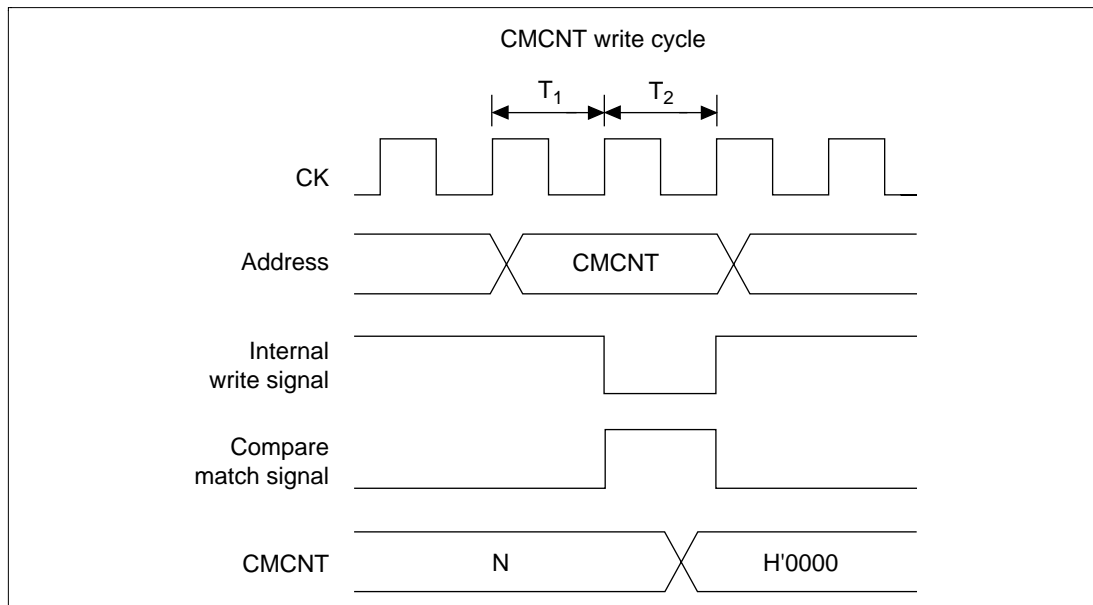 CMCNT write cycle
T1 T2
CK
Address CMCNT
Internal
write signal
Compare
match signal
CMCNT N H'0000